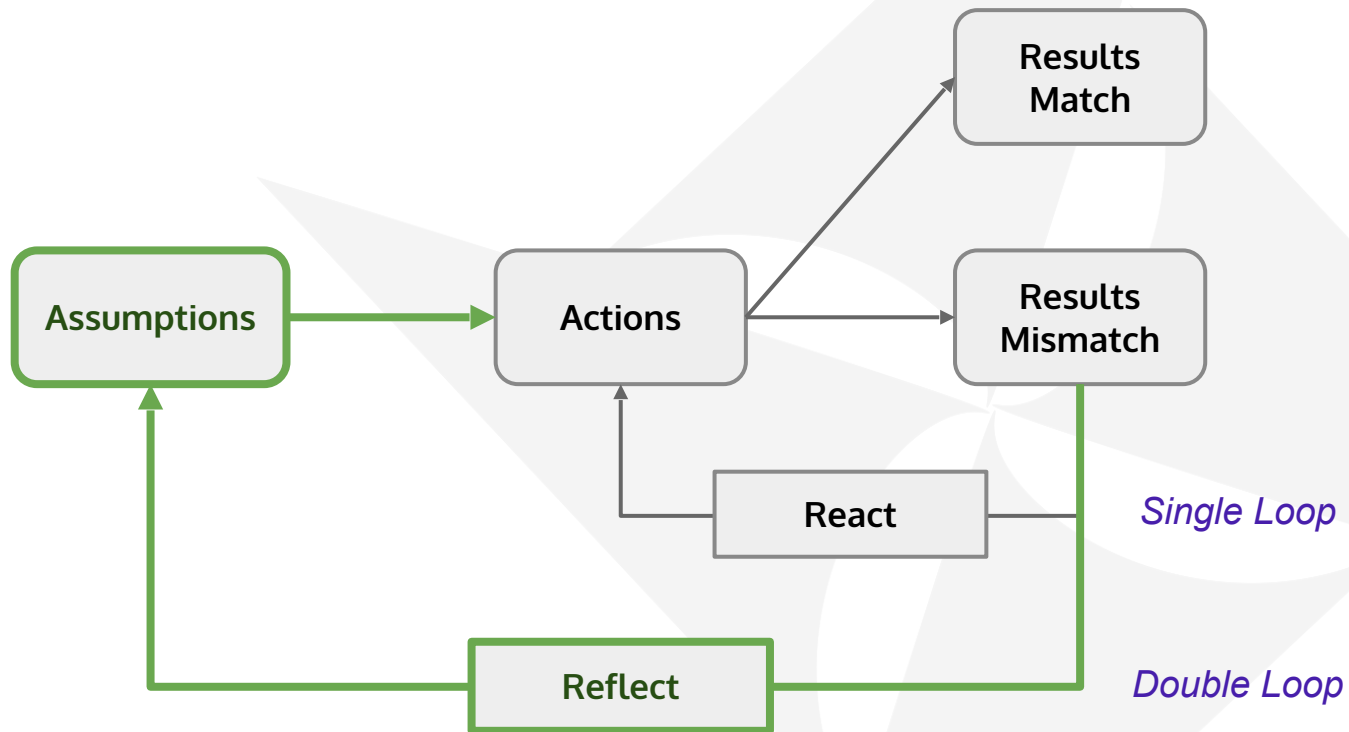 Results
Match
Assumptions
Actions
Results
Mismatch
React
Single Loop
Reflect
Double Loop